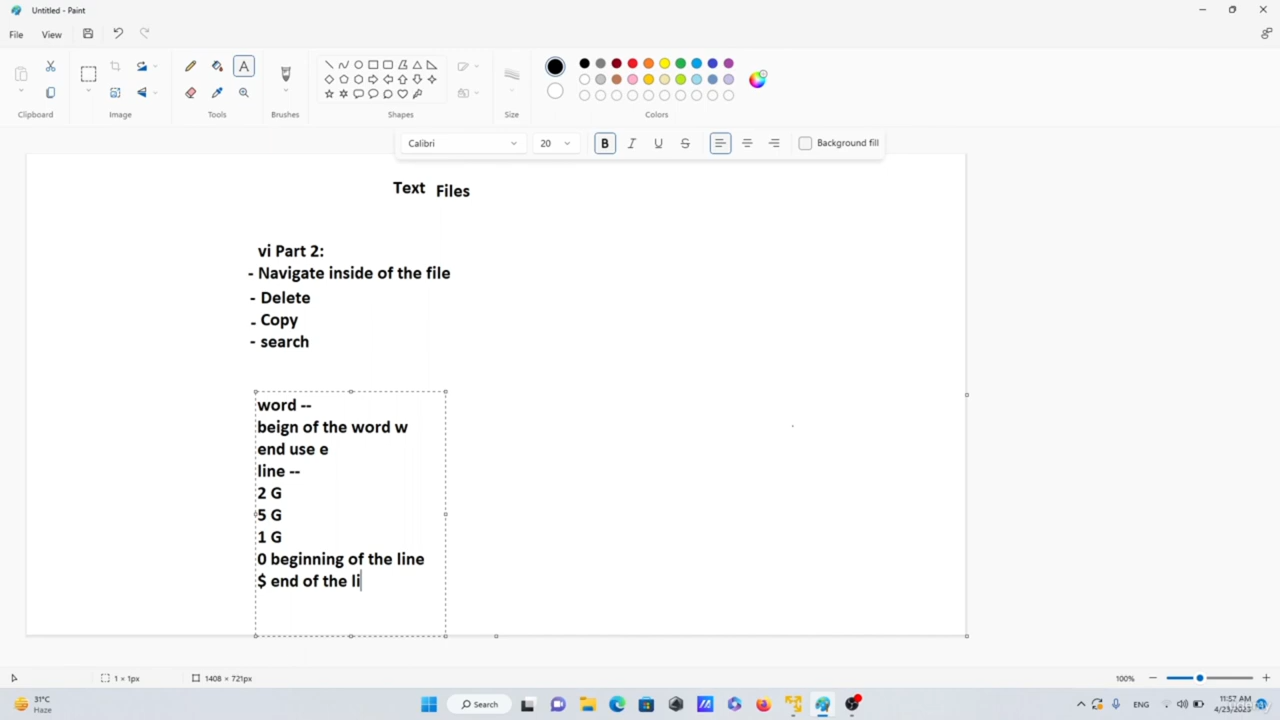 Untitled - Paint
File View
Calibri 20 B I U S Background fill
Clipboard Image Tools Brushes Shapes Size Colors
Text Files
vi Part 2:
- Navigate inside of the file
- Delete
- Copy
- search
word --
beign of the word w
end use e
line --
2 G
5 G
1 G
0 beginning of the line
$ end of the li
1 × 1px 1408 × 721px 100%
31°C
Haze
Search
ENG
11:57 AM
4/23/2023